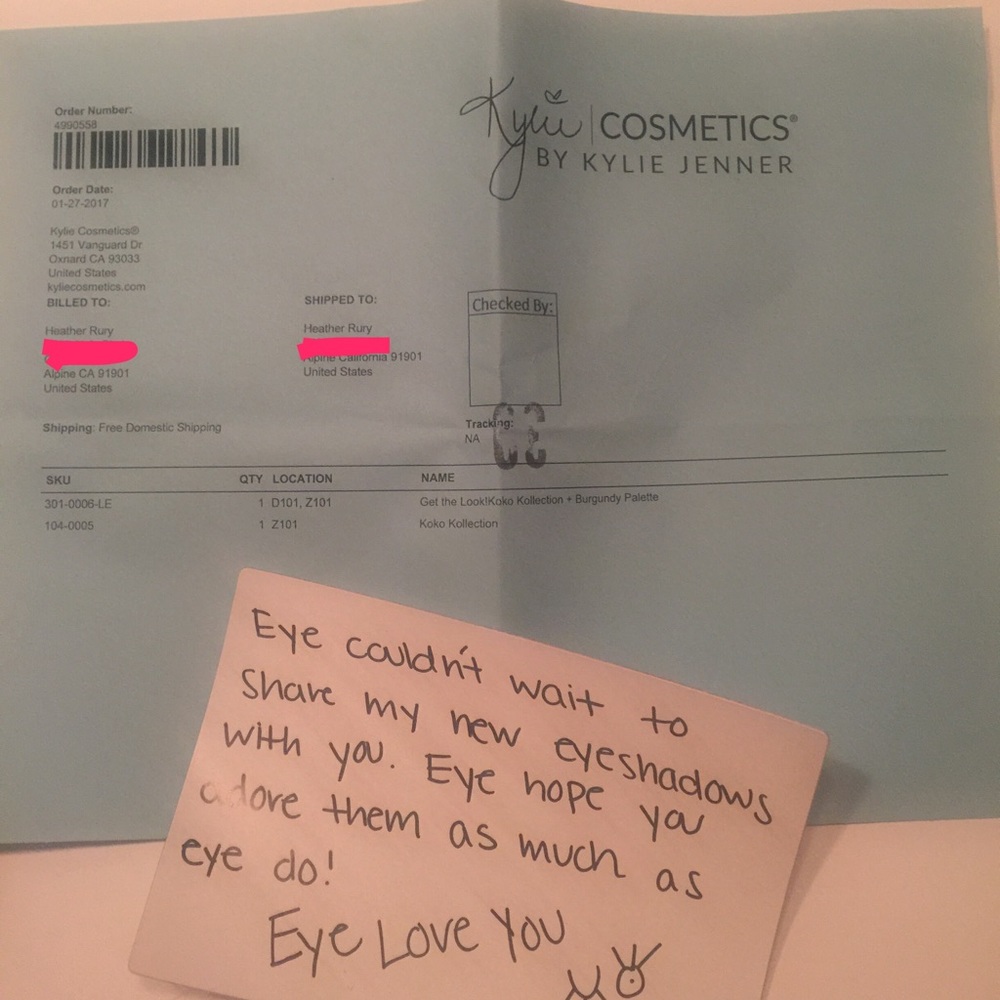 Order Number:
4990558
Kylie | COSMETICS®
BY KYLIE JENNER
Order Date:
01-27-2017
Kylie Cosmetics®
1451 Vanguard Dr
Oxnard CA 93033
United States
kyliecosmetics.com
BILLED TO:
Heather Rury
Alpine CA 91901
United States
SHIPPED TO:
Heather Rury
Alpine California 91901
United States
Checked By:
Shipping: Free Domestic Shipping
Tracking:
NA
SKU QTY LOCATION NAME
301-0006-LE 1 D101, Z101 Get the Look!Koko Kollection + Burgundy Palette
104-0005 1 Z101 Koko Kollection
Eye couldn't wait to
share my new eyeshadows
with you. Eye hope you
adore them as much as
eye do!
Eye Love You